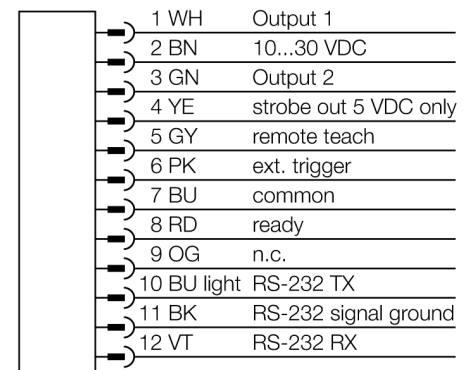 1 WH Output 1
2 BN 10...30 VDC
3 GN Output 2
4 YE strobe out 5 VDC only
5 GY remote teach
6 PK ext. trigger
7 BU common
8 RD ready
9 OG n.c.
10 BU light RS-232 TX
11 BK RS-232 signal ground
12 VT RS-232 RX